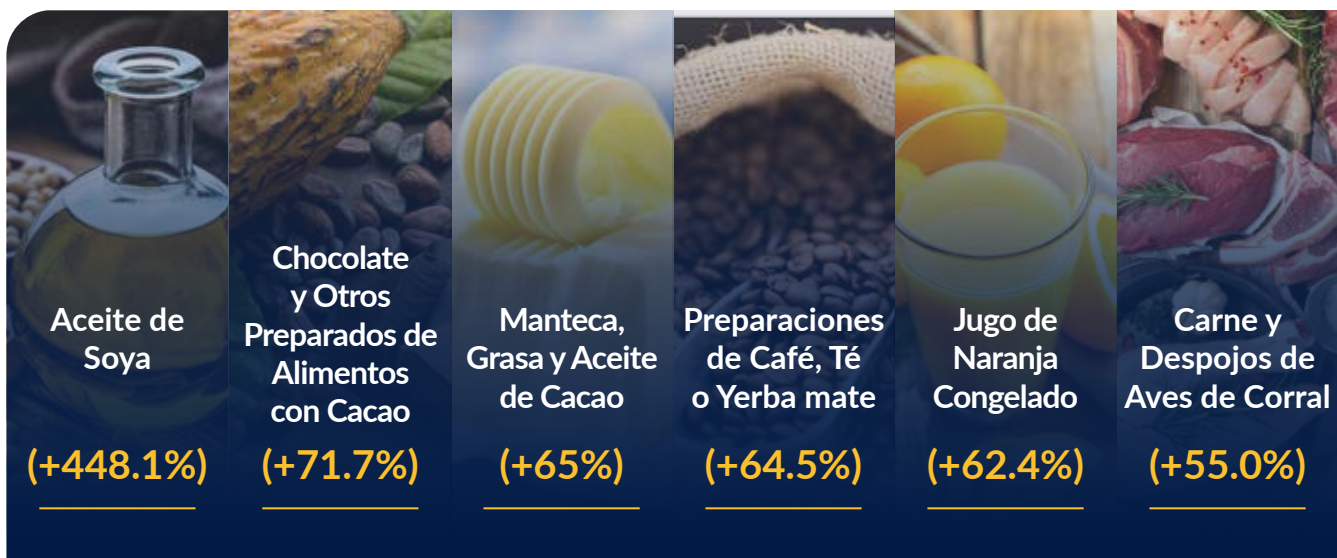 Aceite de
Soya
(+448.1%)
Chocolate
y Otros
Preparados de
Alimentos
con Cacao
(+71.7%)
Manteca,
Grasa y Aceite
de Cacao
(+65%)
Preparaciones
de Café, Té
o Yerba mate
(+64.5%)
Jugo de
Naranja
Congelado
(+62.4%)
Carne y
Despojos de
Aves de Corral
(+55.0%)